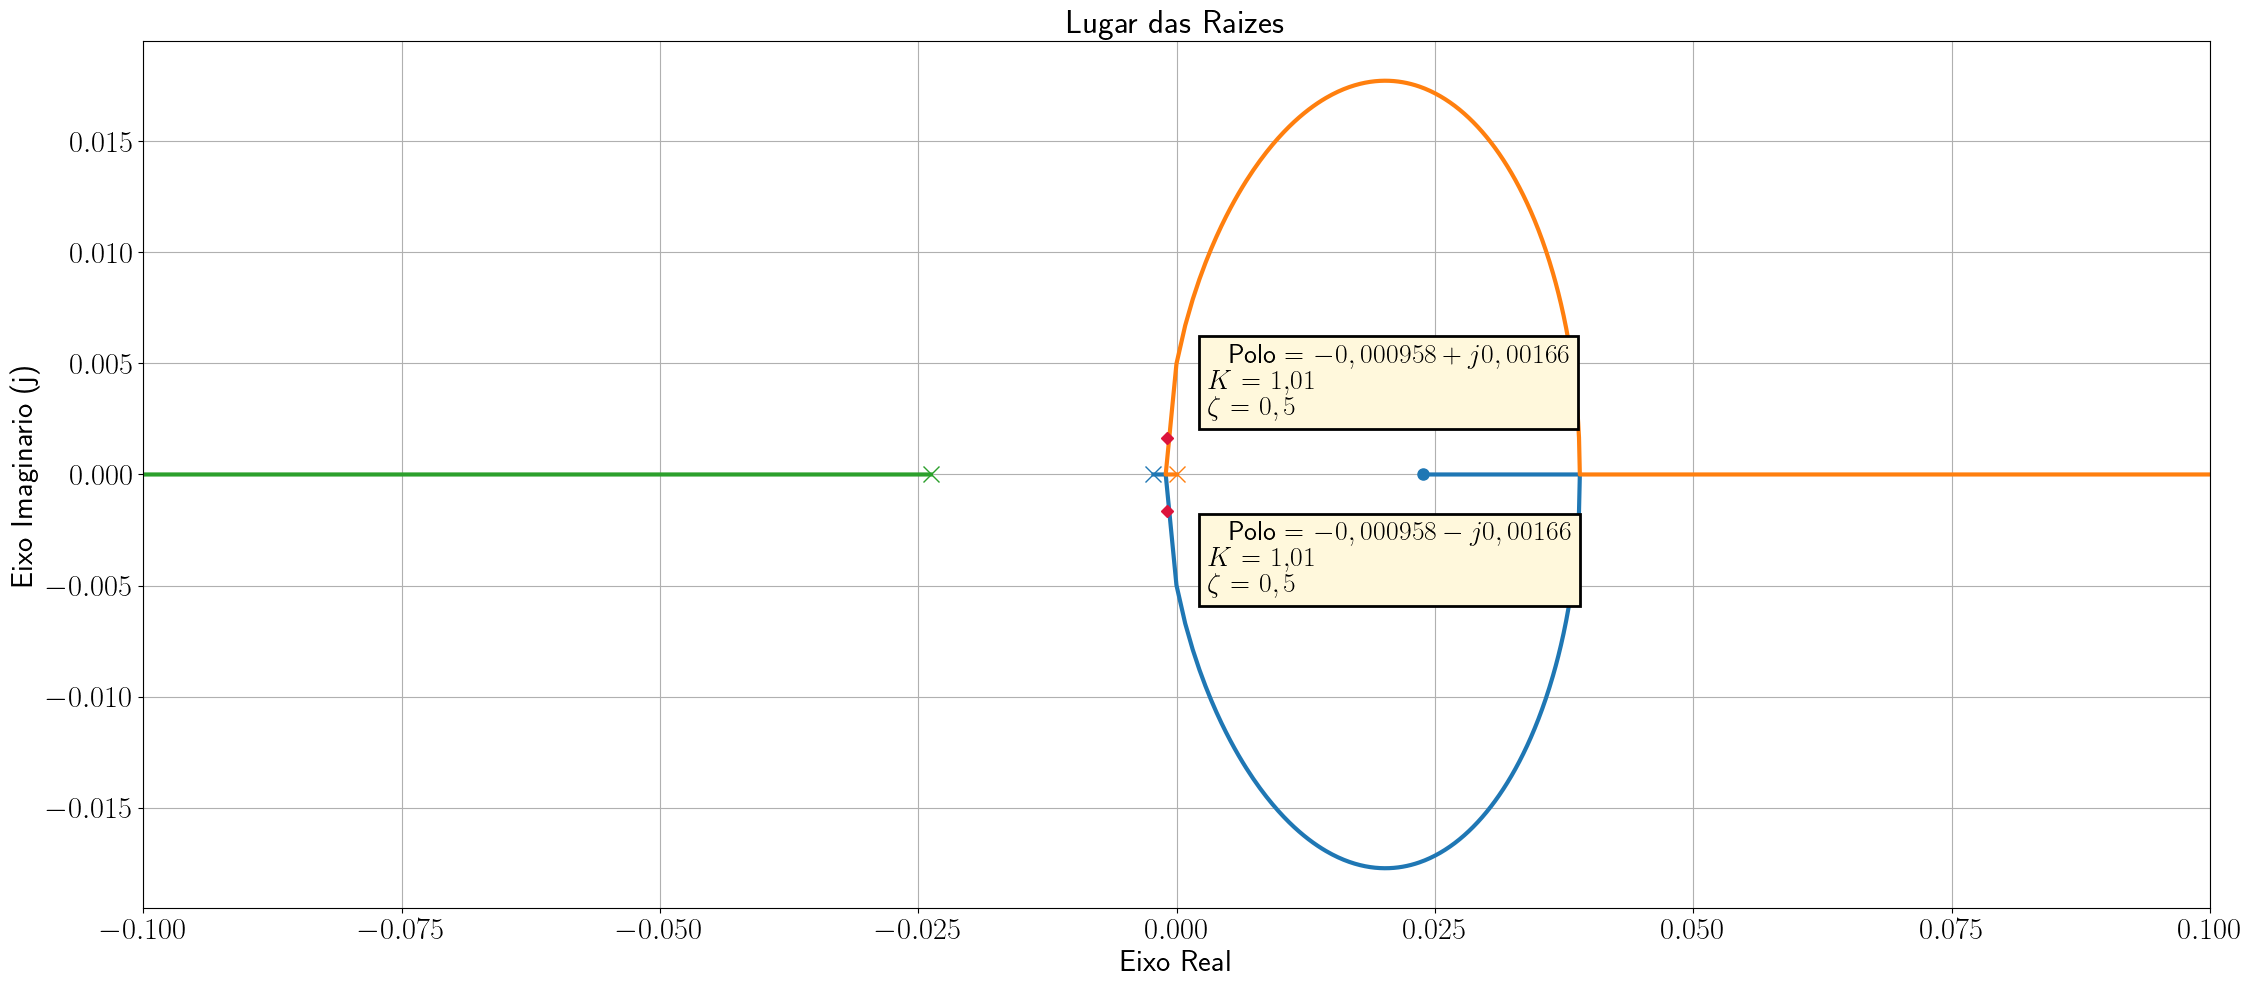 Lugar das Raizes
0.015
0.010
0.005
0.000
−0.005
−0.010
−0.015
Eixo Imaginario (j)
Polo = −0,000958 + j0,00166
K = 1,01
ζ = 0,5
Polo = −0,000958 − j0,00166
K = 1,01
ζ = 0,5
−0.100 −0.075 −0.050 −0.025 0.000 0.025 0.050 0.075 0.100
Eixo Real